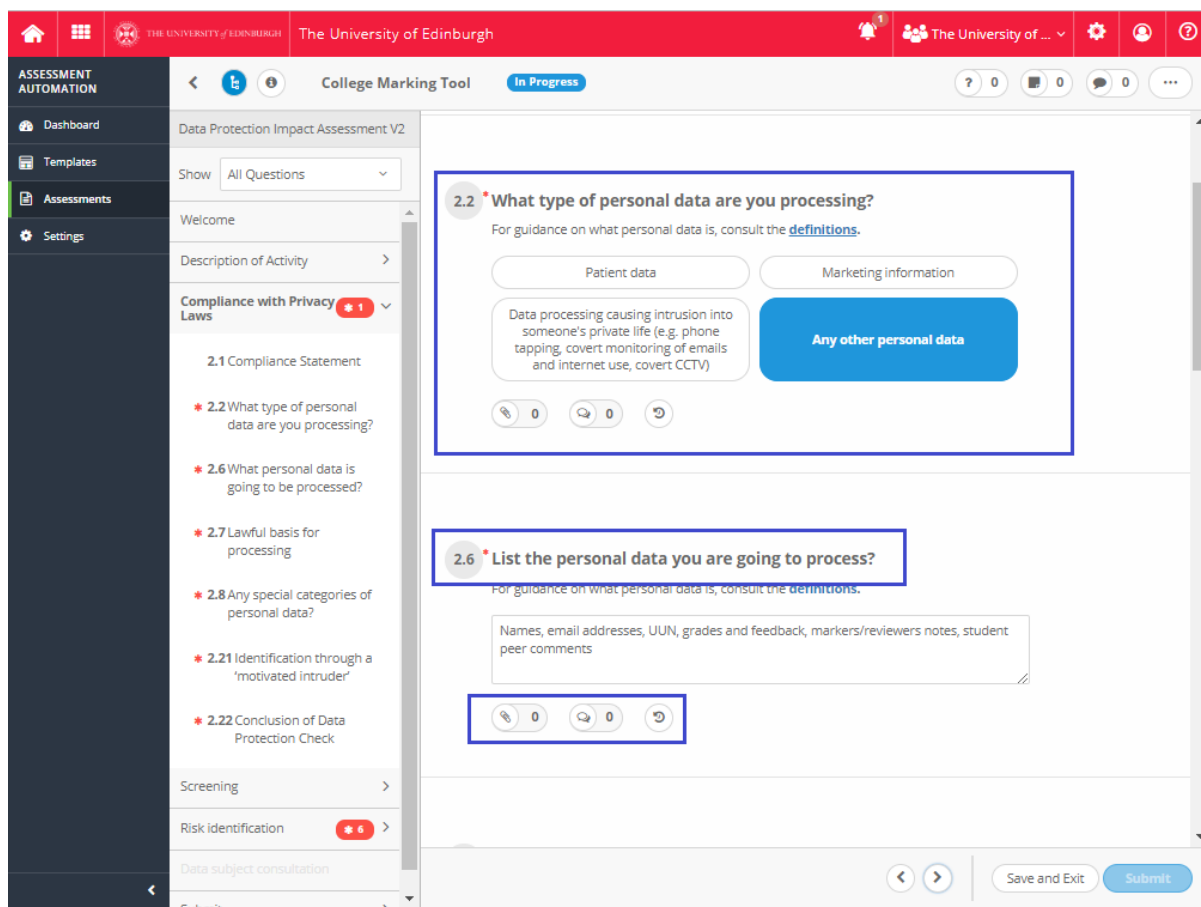 THE UNIVERSITY of EDINBURGH
The University of Edinburgh
1
The University of ...
ASSESSMENT
AUTOMATION
College Marking Tool
In Progress
? 0
0
0
...
Dashboard
Templates
Assessments
Settings
Data Protection Impact Assessment V2
Show
All Questions
Welcome
Description of Activity
Compliance with Privacy
Laws
1
2.1 Compliance Statement
* 2.2 What type of personal
data are you processing?
* 2.6 What personal data is
going to be processed?
* 2.7 Lawful basis for
processing
* 2.8 Any special categories of
personal data?
* 2.21 Identification through a
'motivated intruder'
* 2.22 Conclusion of Data
Protection Check
Screening
Risk identification
6
Data subject consultation
2.2 * What type of personal data are you processing?
For guidance on what personal data is, consult the definitions.
Patient data
Marketing information
Data processing causing intrusion into
someone's private life (e.g. phone
tapping, covert monitoring of emails
and internet use, covert CCTV)
Any other personal data
0
0
2.6 * List the personal data you are going to process?
For guidance on what personal data is, consult the definitions.
Names, email addresses, UUN, grades and feedback, markers/reviewers notes, student
peer comments
0
0
Save and Exit
Submit